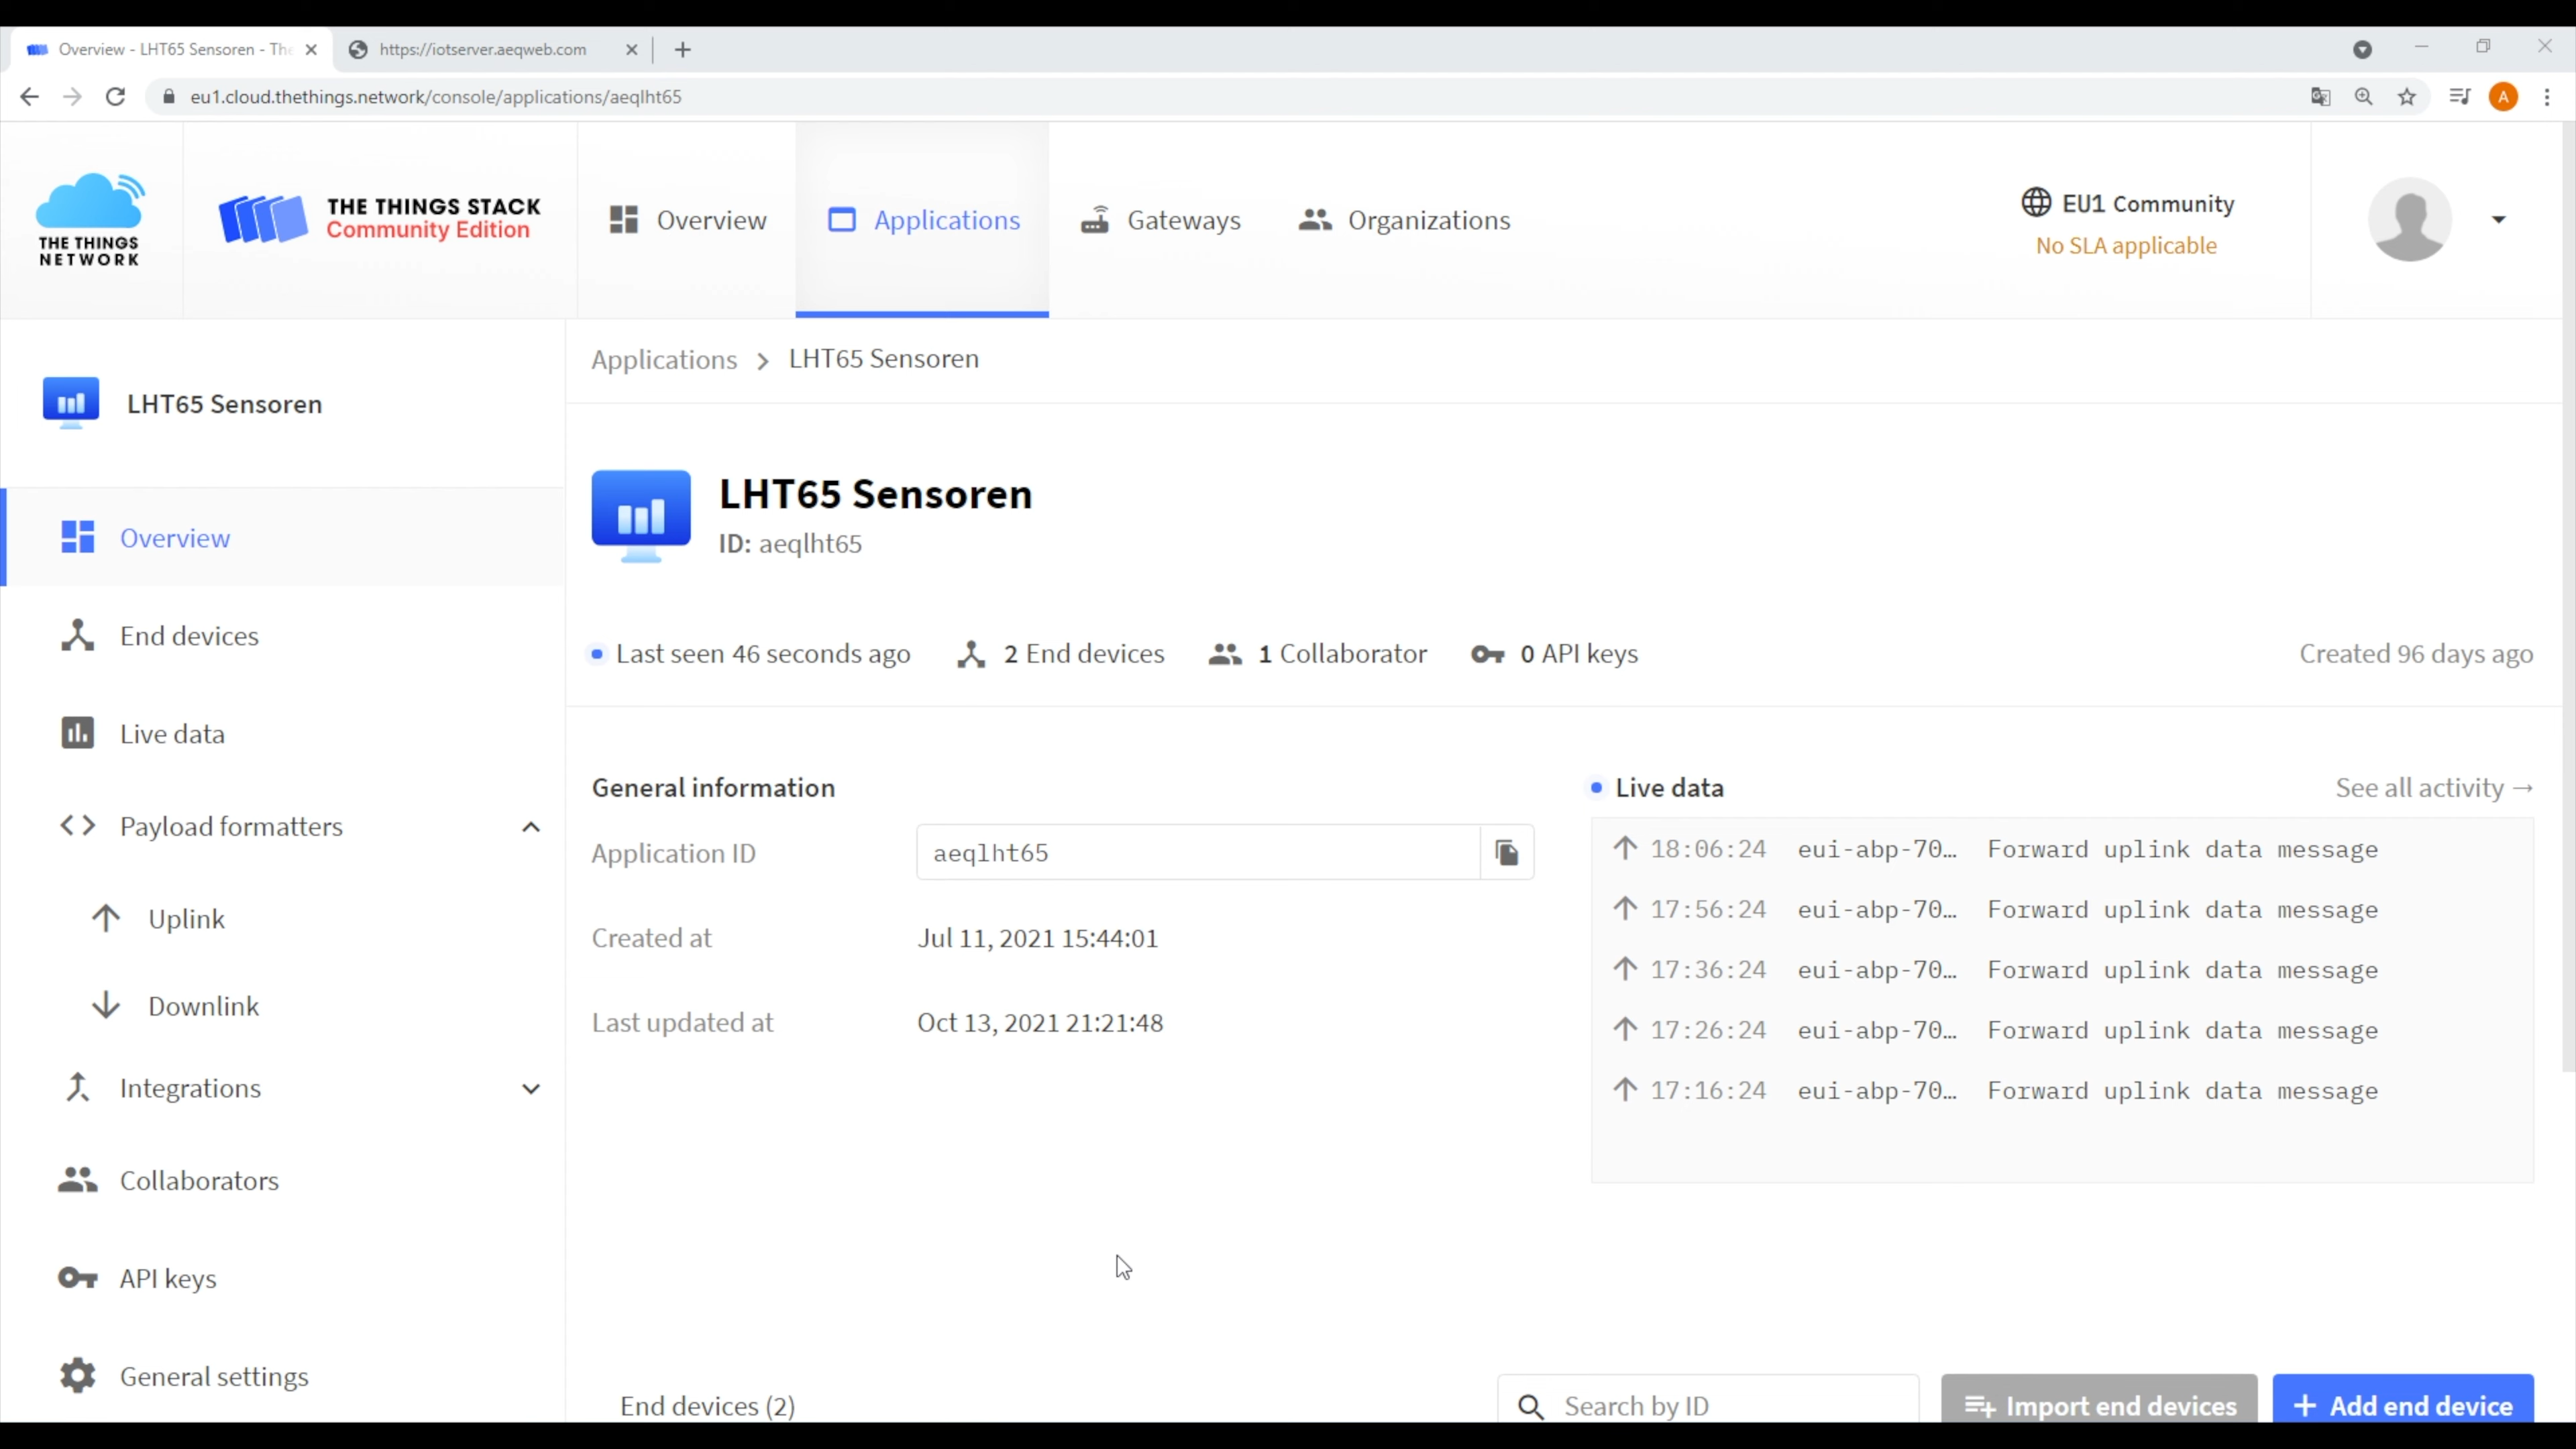 Overview - LHT65 Sensoren - The
https://iotserver.aeqweb.com
eu1.cloud.thethings.network/console/applications/aeqlht65
A
THE THINGS
NETWORK
THE THINGS STACK
Community Edition
Overview
Applications
Gateways
Organizations
EU1 Community
No SLA applicable
LHT65 Sensoren
Overview
End devices
Live data
Payload formatters
Uplink
Downlink
Integrations
Collaborators
API keys
General settings
Applications > LHT65 Sensoren
LHT65 Sensoren
ID: aeqlht65
Last seen 46 seconds ago 2 End devices 1 Collaborator 0 API keys Created 96 days ago
General information
Application ID aeqlht65
Created at Jul 11, 2021 15:44:01
Last updated at Oct 13, 2021 21:21:48
Live data See all activity →
18:06:24 eui-abp-70… Forward uplink data message
17:56:24 eui-abp-70… Forward uplink data message
17:36:24 eui-abp-70… Forward uplink data message
17:26:24 eui-abp-70… Forward uplink data message
17:16:24 eui-abp-70… Forward uplink data message
End devices (2) Search by ID Import end devices + Add end device